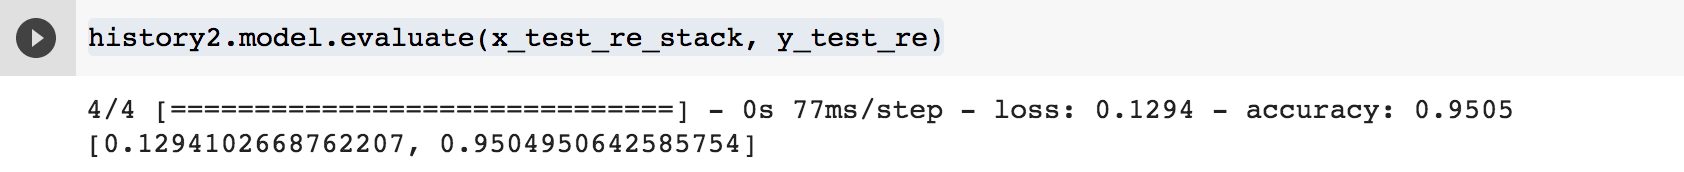 history2.model.evaluate(x_test_re_stack, y_test_re)
4/4 [==============================] - 0s 77ms/step - loss: 0.1294 - accuracy: 0.9505
[0.1294102668762207, 0.9504950642585754]